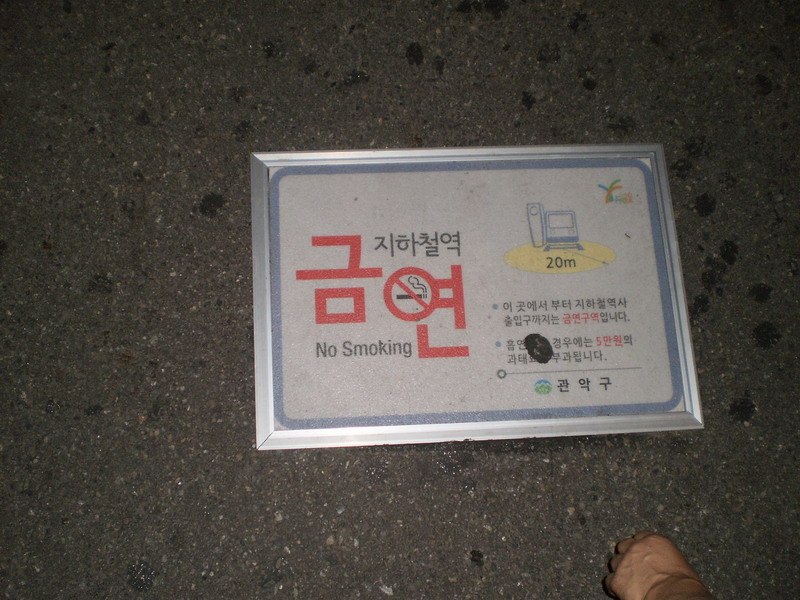 지하철역
금연
No Smoking
20m
이 곳에서 부터 지하철역사
출입구까지는 금연구역입니다.
흡연 경우에는 5만원의
과태 부과됩니다.
관악구